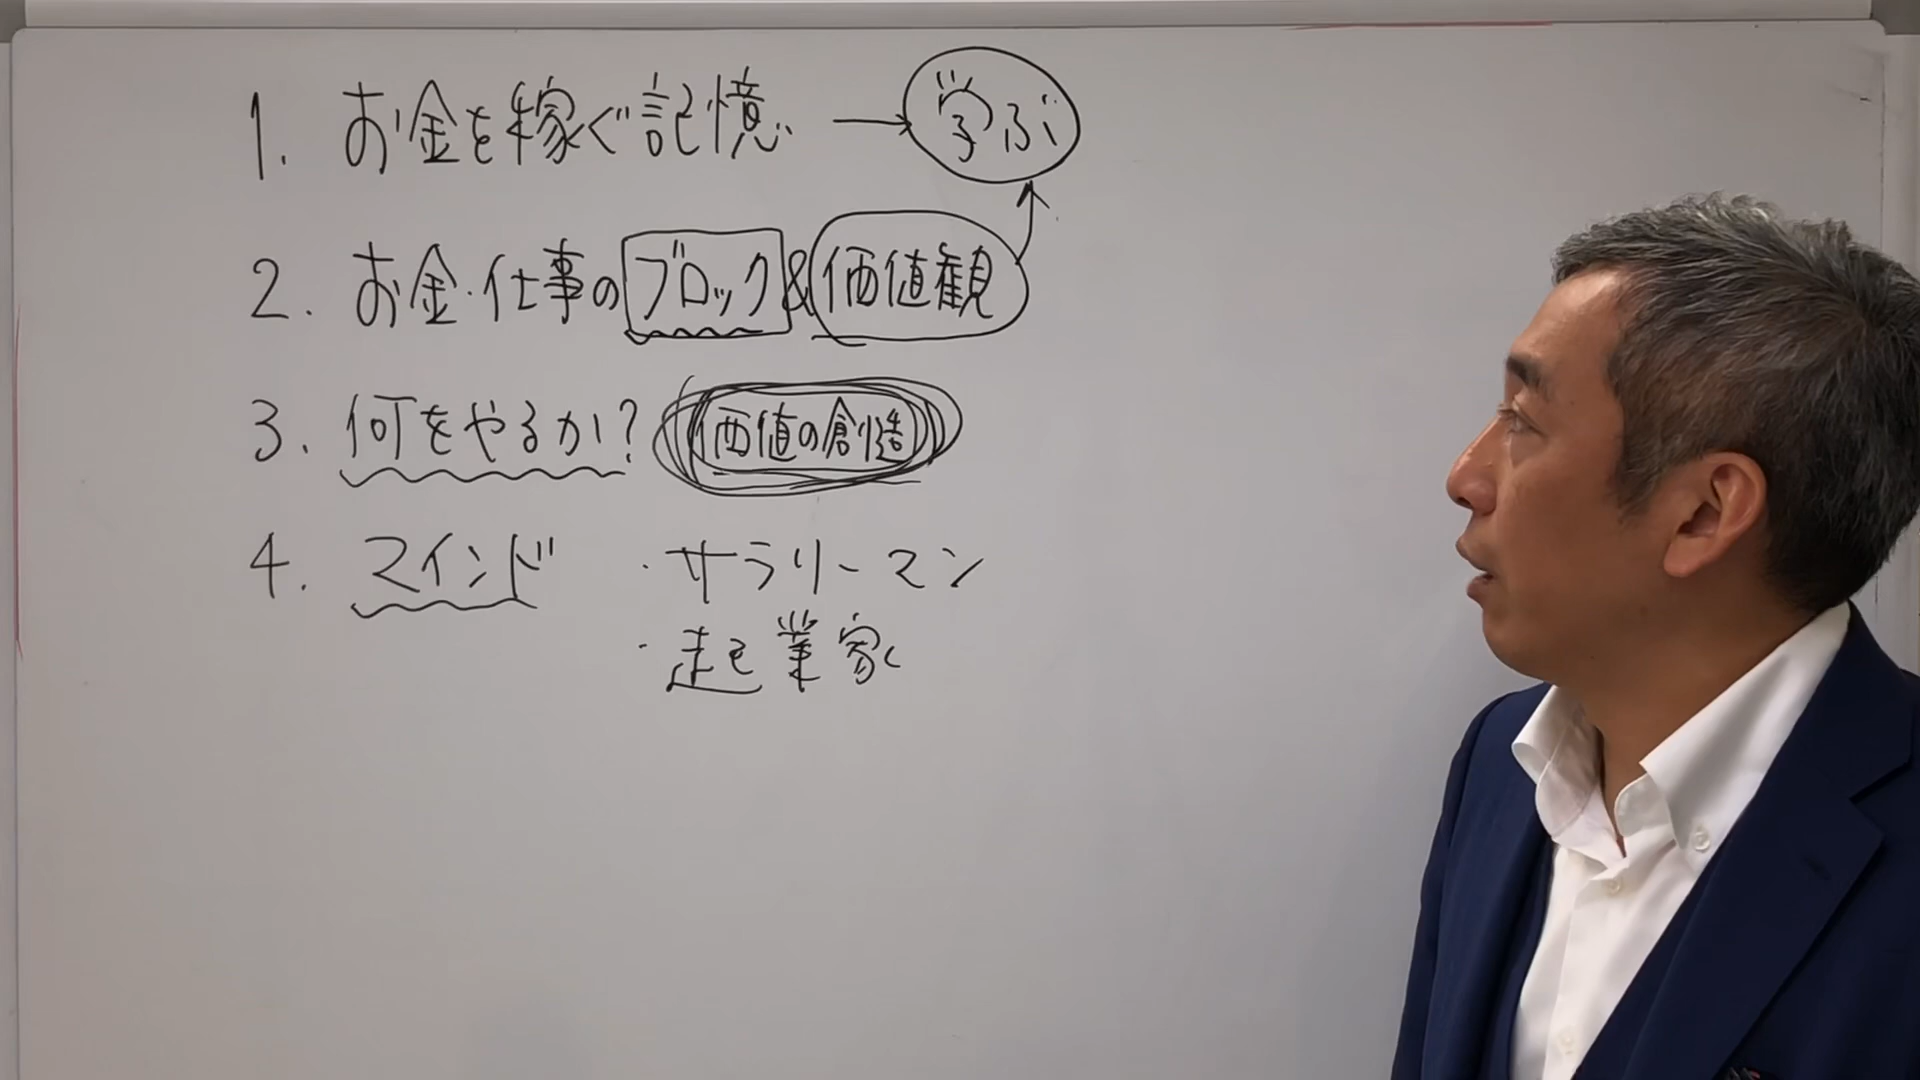 1. お金を稼ぐ記憶 → 学ぶ
2. お金・仕事のブロック&価値観
3. 何をやるか? 価値の創造
4. マインド ・サラリーマン
・起業家